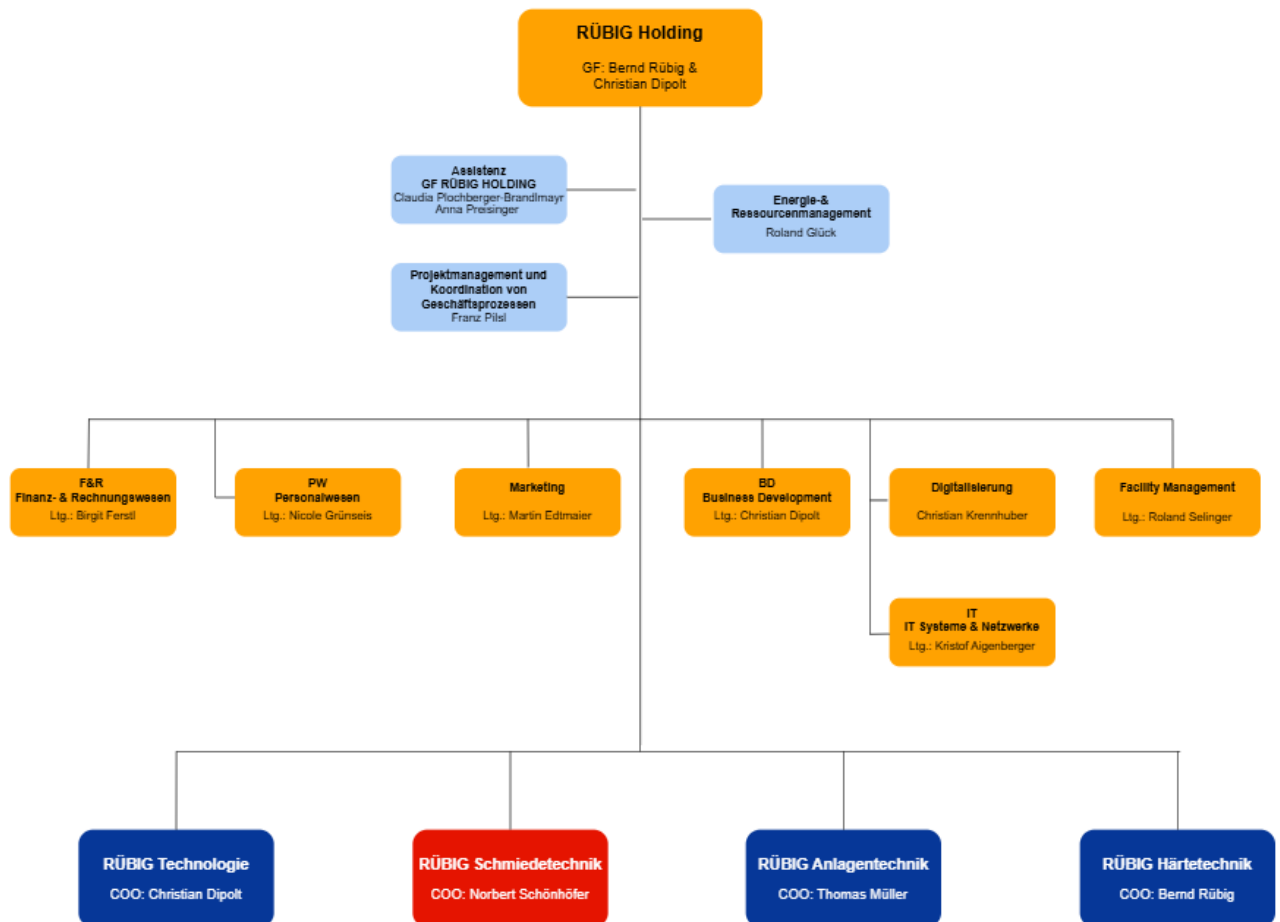 RÜBIG Holding
GF: Bernd Rübig &
Christian Dipolt
Assistenz
GF RÜBIG HOLDING
Claudia Plochberger-Brandlmayr
Anna Preisinger
Energie-&
Ressourcenmanagement
Roland Glück
Projektmanagement und
Koordination von
Geschäftsprozessen
Franz Pilsl
F&R
Finanz- & Rechnungswesen
Ltg.: Birgit Ferstl
PW
Personalwesen
Ltg.: Nicole Grünseis
Marketing
Ltg.: Martin Edtmaier
BD
Business Development
Ltg.: Christian Dipolt
Digitalisierung
Christian Krennhuber
Facility Management
Ltg.: Roland Selinger
IT
IT Systeme & Netzwerke
Ltg.: Kristof Aigenberger
RÜBIG Technologie
COO: Christian Dipolt
RÜBIG Schmiedetechnik
COO: Norbert Schönhöfer
RÜBIG Anlagentechnik
COO: Thomas Müller
RÜBIG Härtetechnik
COO: Bernd Rübig